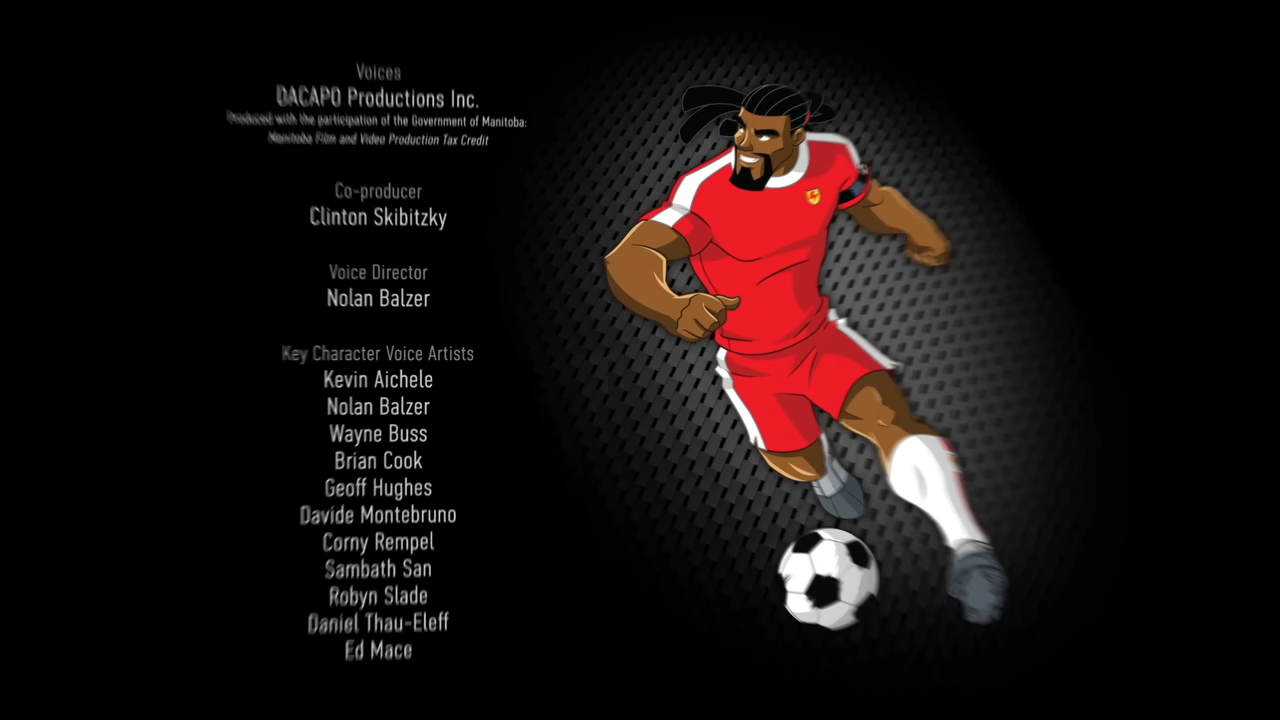 Voices
DACAPO Productions Inc.
Produced with the participation of the Government of Manitoba:
Manitoba Film and Video Production Tax Credit
Co-producer
Clinton Skibitzky
Voice Director
Nolan Balzer
Key Character Voice Artists
Kevin Aichele
Nolan Balzer
Wayne Buss
Brian Cook
Geoff Hughes
Davide Montebruno
Corny Rempel
Sambath San
Robyn Slade
Daniel Thau-Eleff
Ed Mace